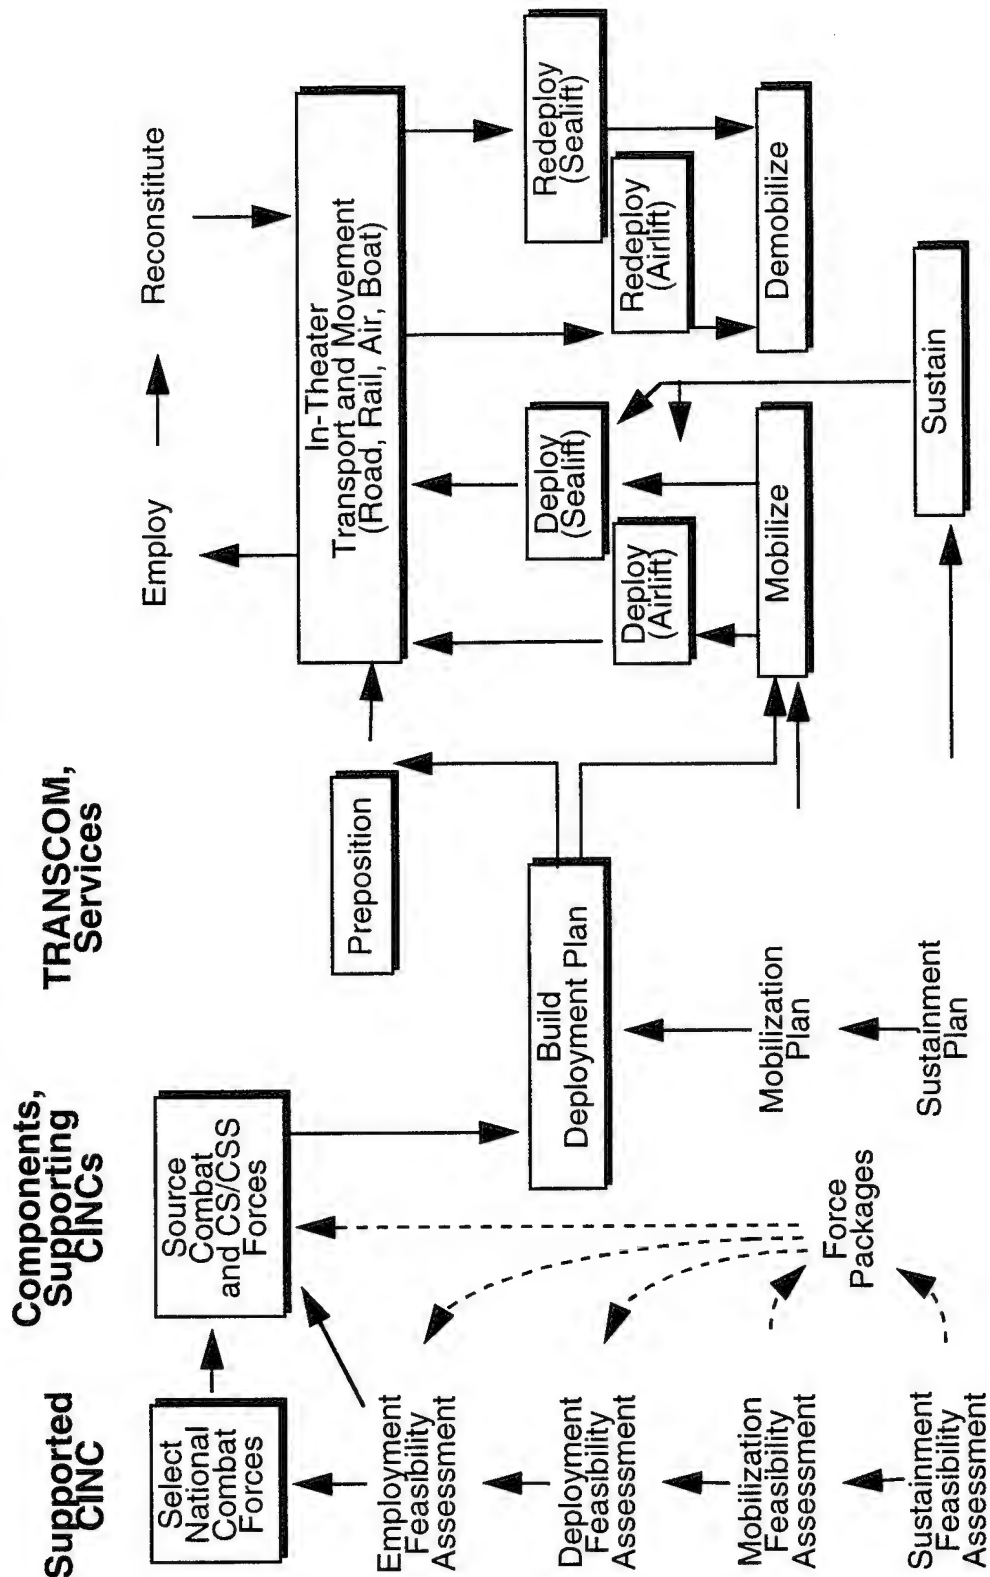 Supported
CINC
Components,
Supporting
CINCs
TRANSCOM,
Services
Select
National
Combat
Forces
Source
Combat
and CS/CSS
Forces
Employ
Reconstitute
Employment
Feasibility
Assessment
Preposition
In-Theater
Transport and Movement
(Road, Rail, Air, Boat)
Deployment
Feasibility
Assessment
Build
Deployment Plan
Deploy
(Sealift)
Redeploy
(Sealift)
Deploy
(Airlift)
Redeploy
(Airlift)
Mobilization
Feasibility
Assessment
Force
Packages
Mobilization
Plan
Mobilize
Demobilize
Sustainment
Feasibility
Assessment
Sustainment
Plan
Sustain